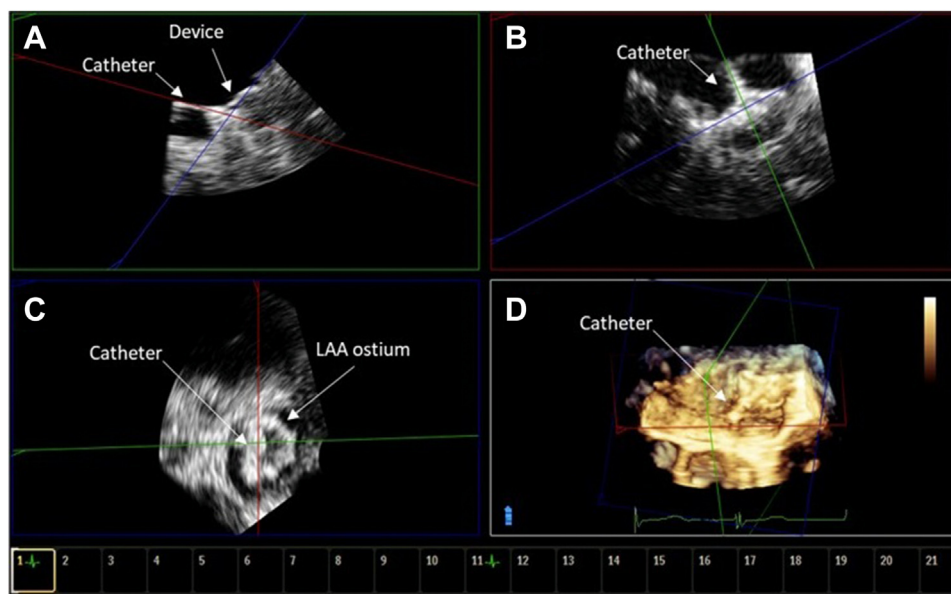 A
Device
Catheter
B
Catheter
C
Catheter
LAA ostium
D
Catheter
1 2 3 4 5 6 7 8 9 10 11 12 13 14 15 16 17 18 19 20 21